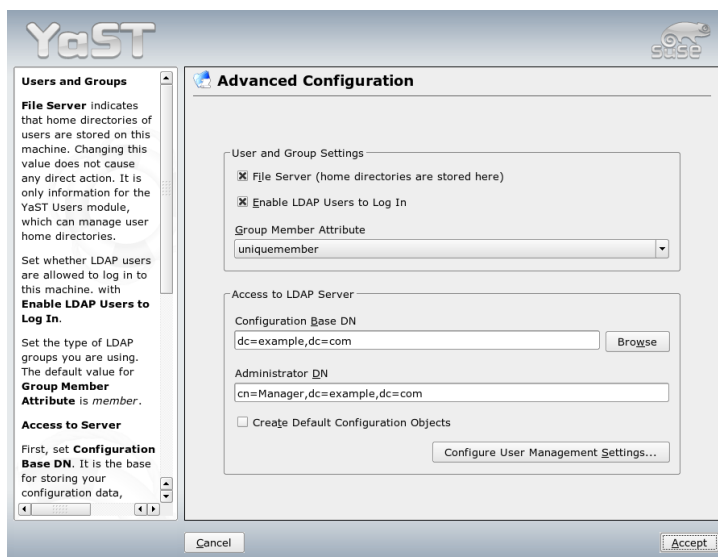 YaST
SUSE
Users and Groups
File Server indicates
that home directories of
users are stored on this
machine. Changing this
value does not cause
any direct action. It is
only information for the
YaST Users module,
which can manage user
home directories.
Set whether LDAP users
are allowed to log in to
this machine. with
Enable LDAP Users to
Log In.
Set the type of LDAP
groups you are using.
The default value for
Group Member
Attribute is member.
Access to Server
First, set Configuration
Base DN. It is the base
for storing your
configuration data,
Advanced Configuration
User and Group Settings
File Server (home directories are stored here)
Enable LDAP Users to Log In
Group Member Attribute
uniquemember
Access to LDAP Server
Configuration Base DN
dc=example,dc=com
Browse
Administrator DN
cn=Manager,dc=example,dc=com
Create Default Configuration Objects
Configure User Management Settings...
Cancel
Accept